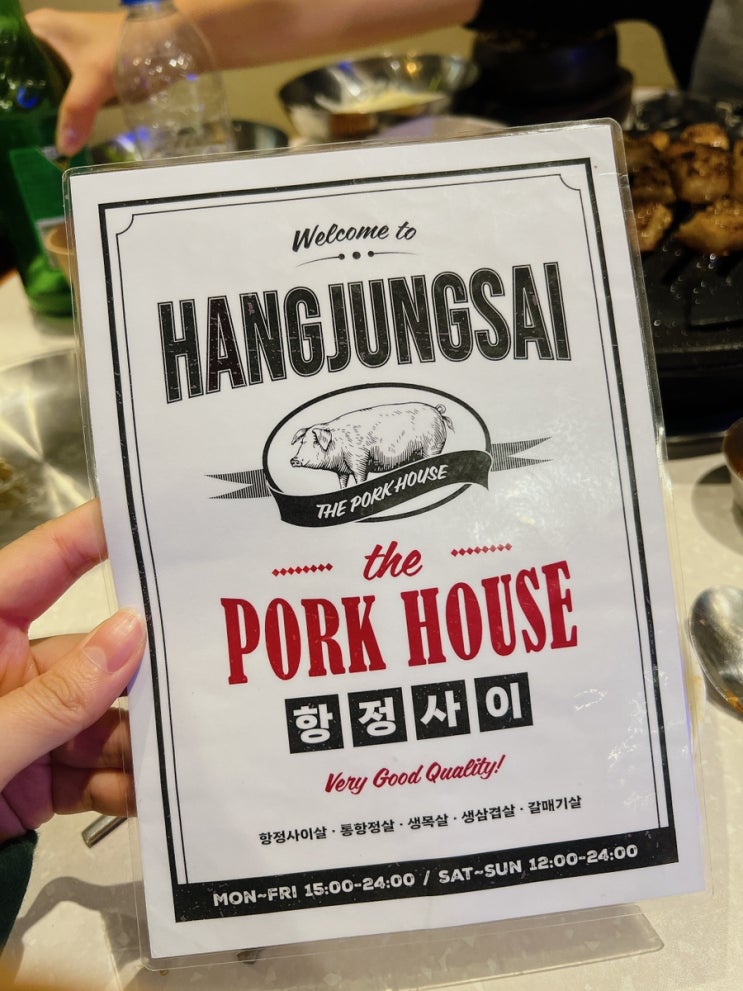 Welcome to
HANGJUNGSAI
THE PORK HOUSE
the
PORK HOUSE
항정사이
Very Good Quality!
항정사이살 · 통항정살 · 생목살 · 생삼겹살 · 갈매기살
MON~FRI 15:00-24:00 / SAT~SUN 12:00-24:00